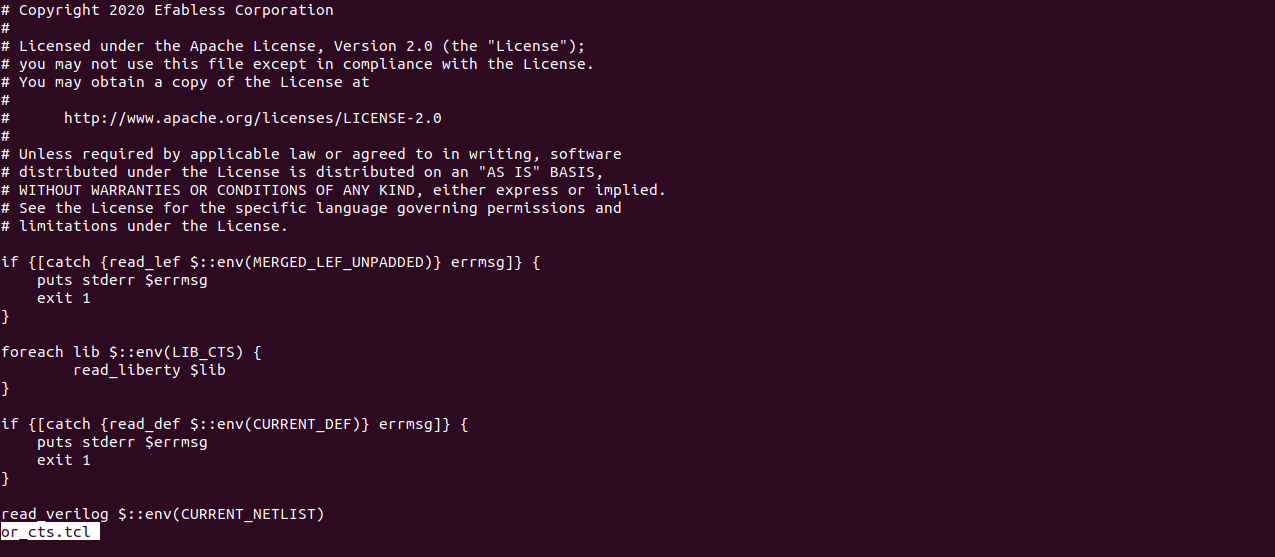 # Copyright 2020 Efabless Corporation
#
# Licensed under the Apache License, Version 2.0 (the "License");
# you may not use this file except in compliance with the License.
# You may obtain a copy of the License at
#
#      http://www.apache.org/licenses/LICENSE-2.0
#
# Unless required by applicable law or agreed to in writing, software
# distributed under the License is distributed on an "AS IS" BASIS,
# WITHOUT WARRANTIES OR CONDITIONS OF ANY KIND, either express or implied.
# See the License for the specific language governing permissions and
# limitations under the License.

if {[catch {read_lef $::env(MERGED_LEF_UNPADDED)} errmsg]} {
    puts stderr $errmsg
    exit 1
}

foreach lib $::env(LIB_CTS) {
        read_liberty $lib
}

if {[catch {read_def $::env(CURRENT_DEF)} errmsg]} {
    puts stderr $errmsg
    exit 1
}

read_verilog $::env(CURRENT_NETLIST)
or_cts.tcl